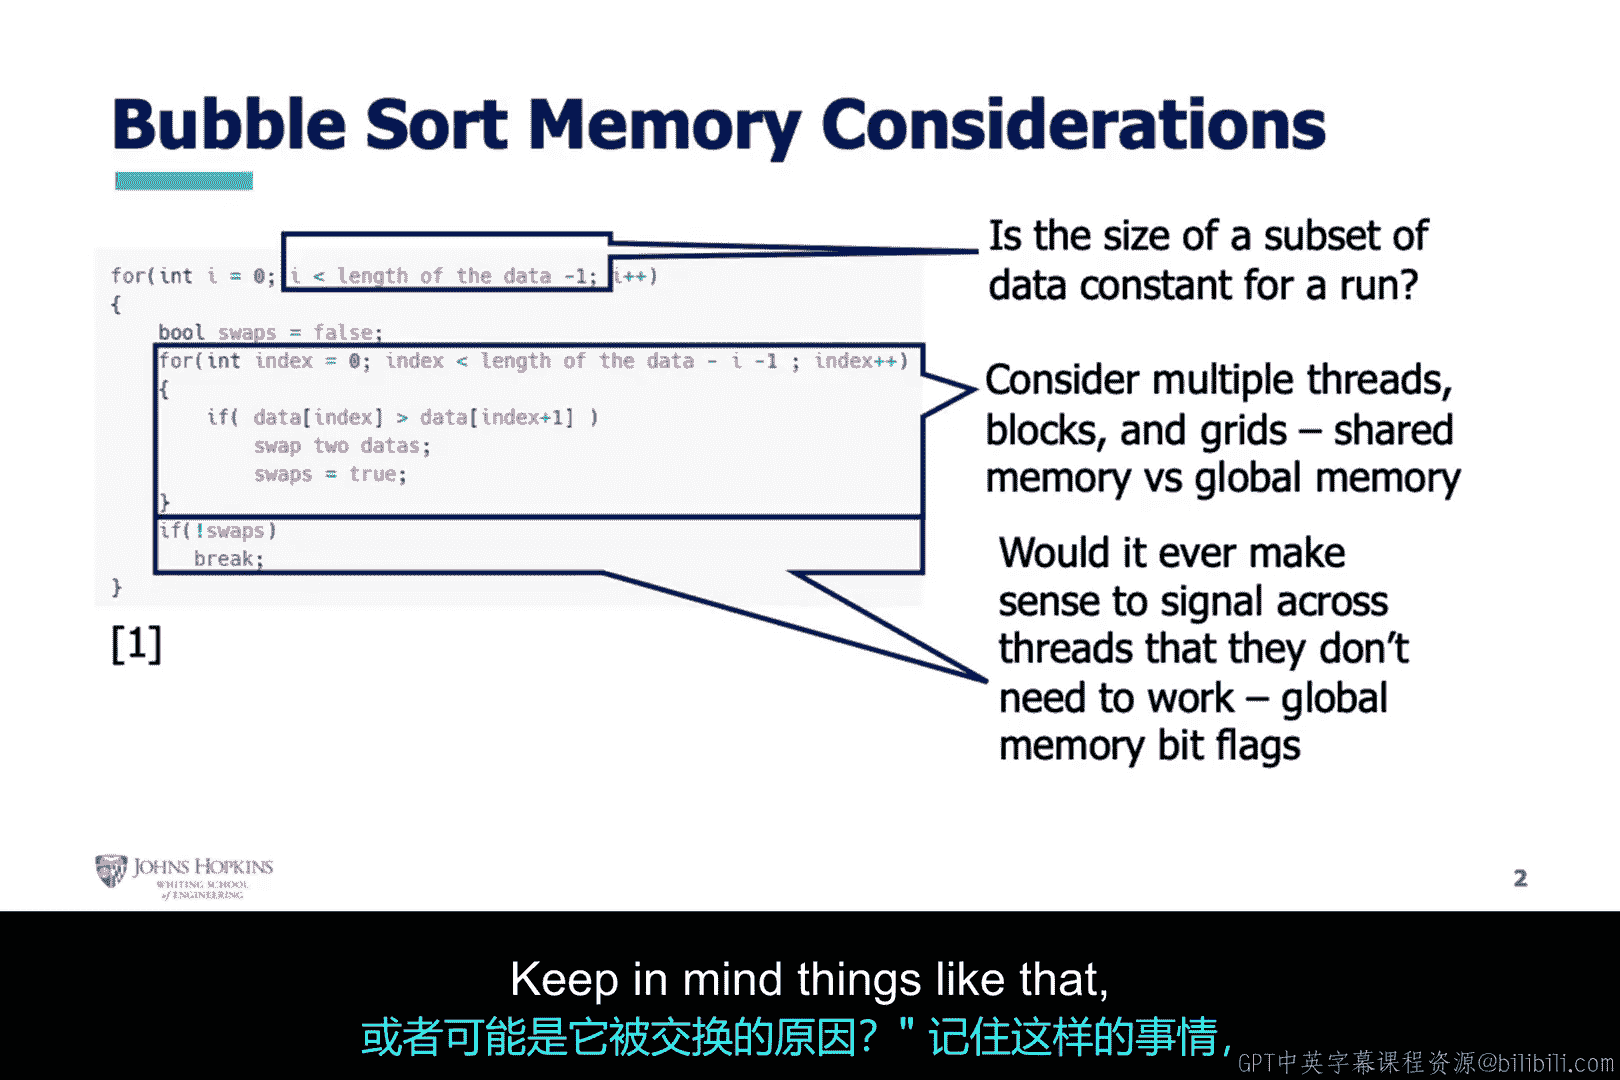 Bubble Sort Memory Considerations
for(int i = 0; i < length of the data -1; i++)
{
bool swaps = false;
for(int index = 0; index < length of the data - i -1 ; index++)
{
if( data[index] > data[index+1] )
swap two datas;
swaps = true;
}
if(!swaps)
break;
}
[1]
Is the size of a subset of
data constant for a run?
Consider multiple threads,
blocks, and grids – shared
memory vs global memory
Would it ever make
sense to signal across
threads that they don't
need to work – global
memory bit flags
JOHNS HOPKINS
WHITING SCHOOL
of ENGINEERING
2
Keep in mind things like that,
或者可能是它被交换的原因？" 记住这样的事情，
GPT中英字幕课程资源@bilibili.com